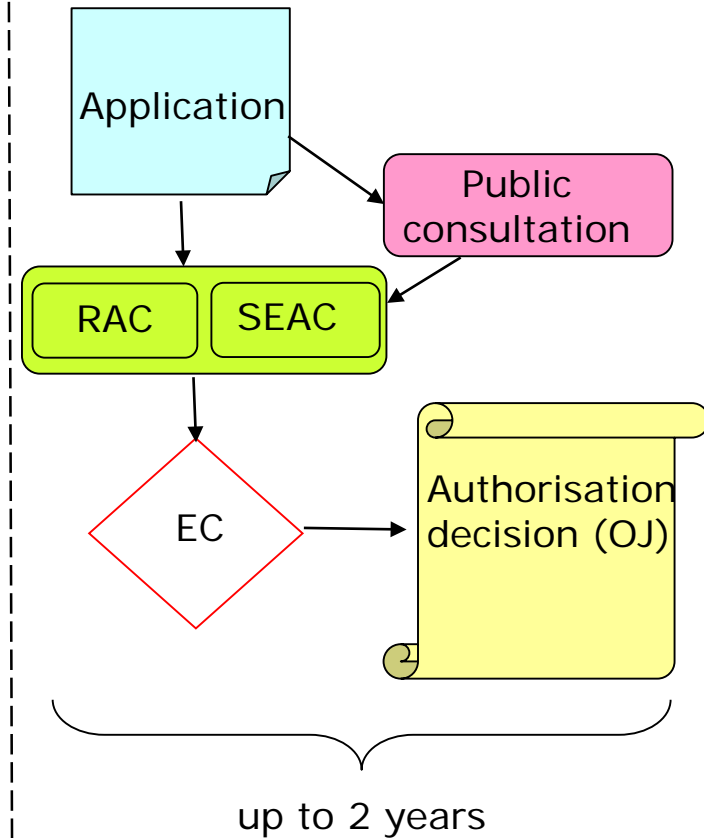 Application
Public
consultation
RAC
SEAC
EC
Authorisation
decision (OJ)
up to 2 years